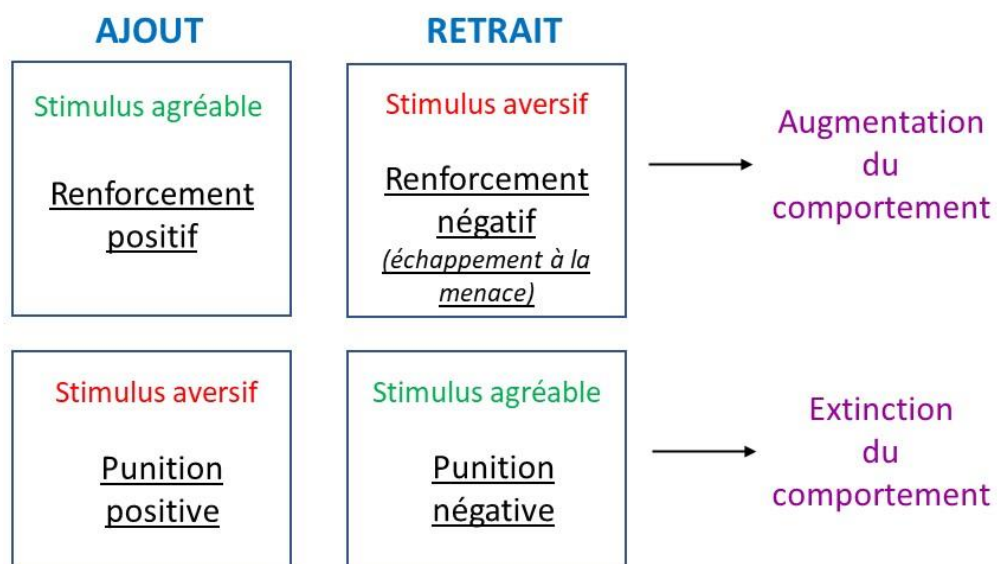 AJOUT
RETRAIT
Stimulus agréable
Renforcement
positif
Stimulus aversif
Renforcement
négatif
(échappement à la
menace)
Augmentation
du
comportement
Stimulus aversif
Punition
positive
Stimulus agréable
Punition
négative
Extinction
du
comportement